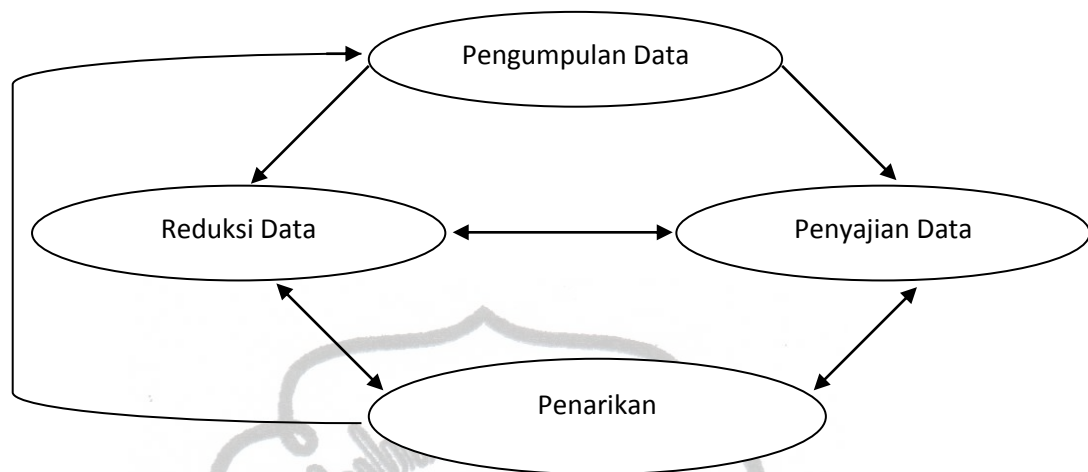 Pengumpulan Data
Reduksi Data
Penyajian Data
Penarikan